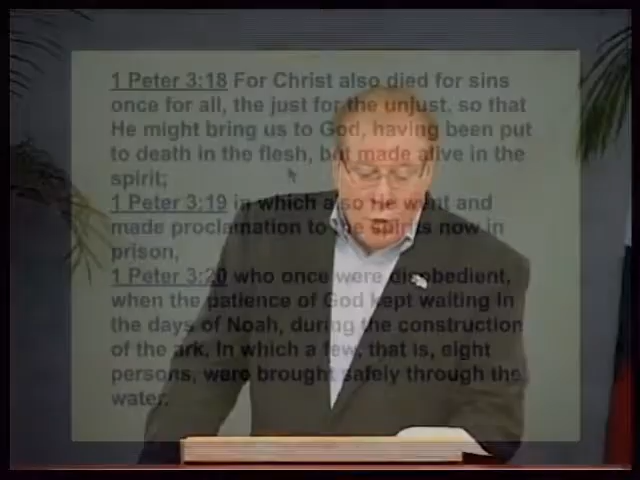 1 Peter 3:18 For Christ also died for sins
once for all, the just for the unjust, so that
He might bring us to God, having been put
to death in the flesh, but made alive in the
spirit;
1 Peter 3:19 in which also He went and
made proclamation to the spirits now in
prison,
1 Peter 3:20 who once were disobedient,
when the patience of God kept waiting in
the days of Noah, during the construction
of the ark, in which a few, that is, eight
persons, were brought safely through the
water.